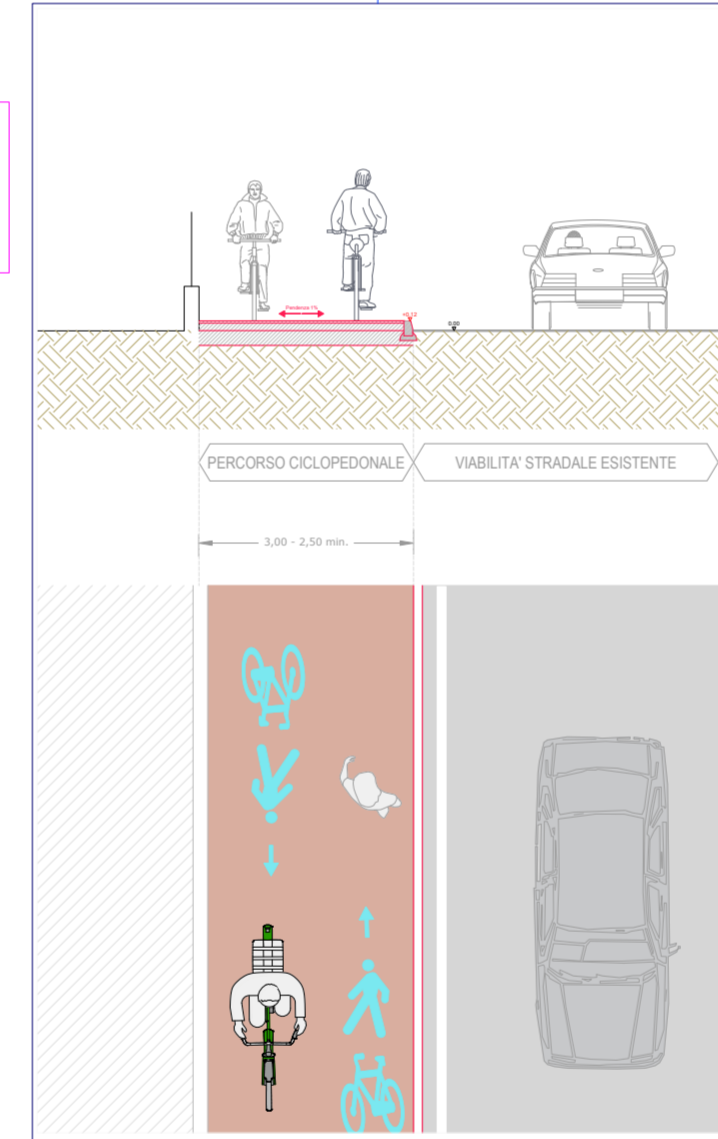 Pendenza 1%
+0.12
0.00
PERCORSO CICLOPEDONALE
VIABILITA' STRADALE ESISTENTE
3,00 - 2,50 min.